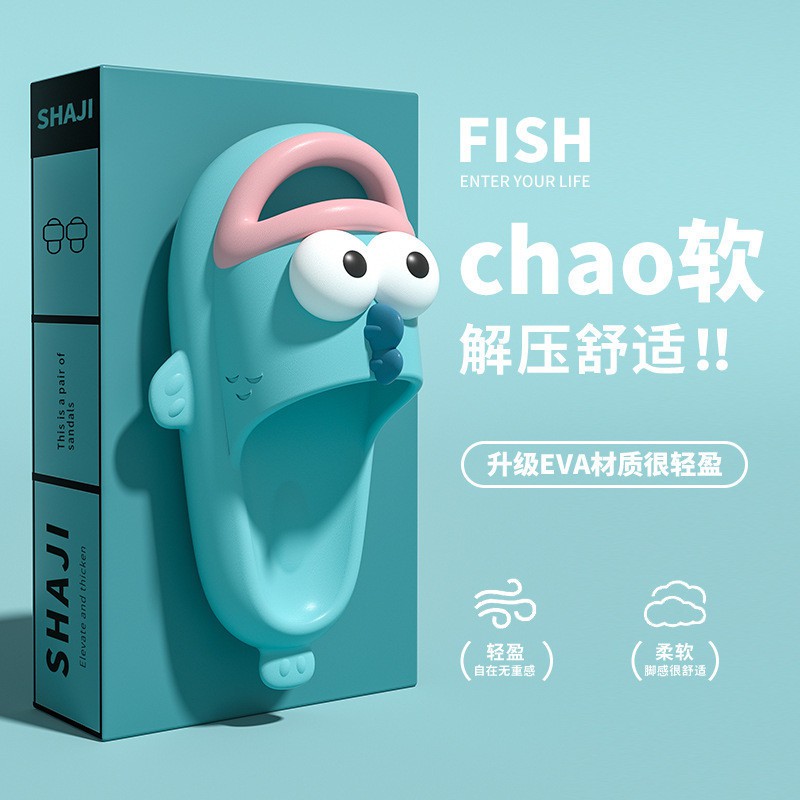 SHAJI
This is a pair of
sandals
SHAJI
Elevate and thicken
FISH
ENTER YOUR LIFE
chao软
解压舒适!!
升级EVA材质很轻盈
轻盈
自在无重感
柔软
脚感很舒适